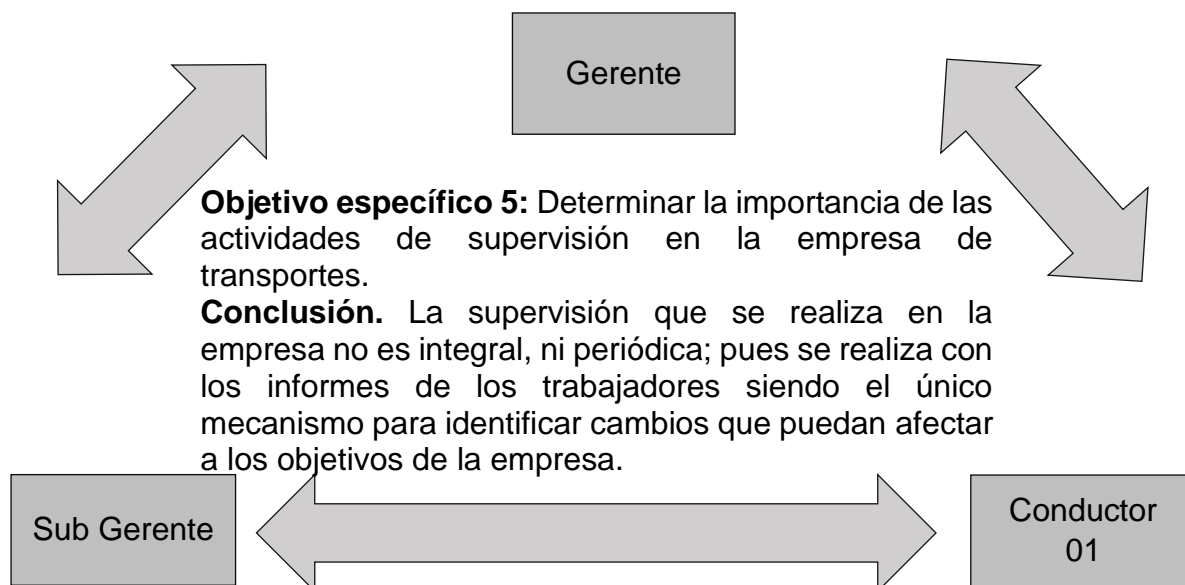 Gerente
Objetivo específico 5: Determinar la importancia de las
actividades de supervisión en la empresa de
transportes.
Conclusión. La supervisión que se realiza en la
empresa no es integral, ni periódica; pues se realiza con
los informes de los trabajadores siendo el único
mecanismo para identificar cambios que puedan afectar
a los objetivos de la empresa.
Sub Gerente
Conductor
01